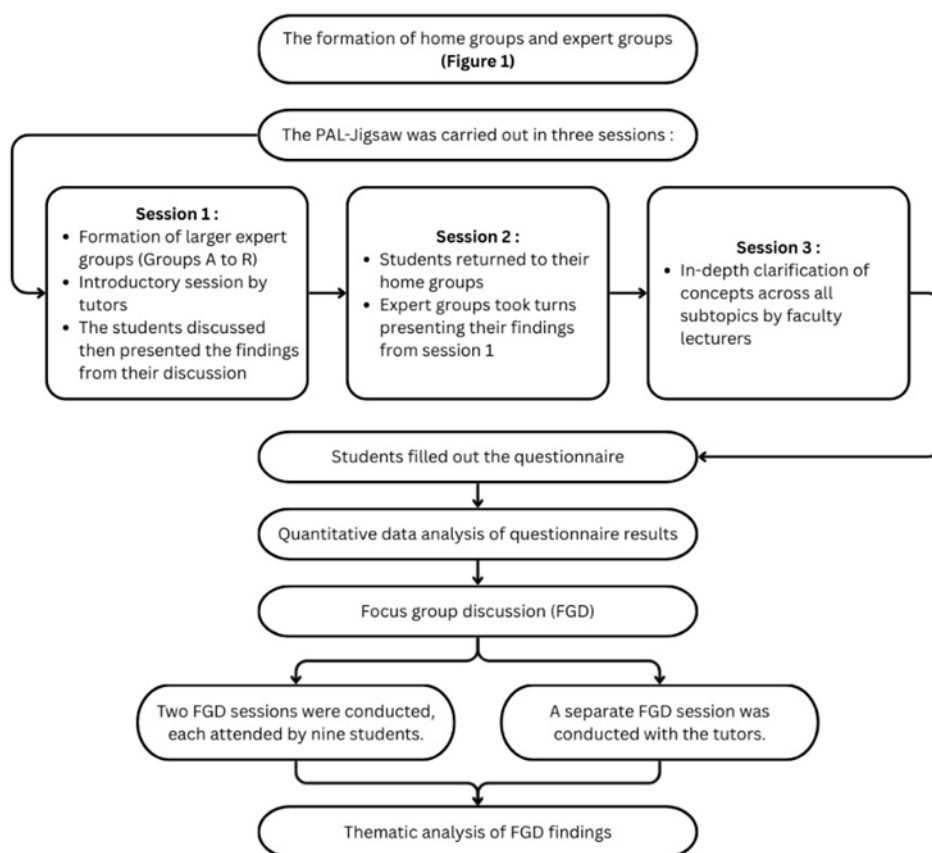 The formation of home groups and expert groups
(Figure 1)
The PAL-Jigsaw was carried out in three sessions :
Session 1 :
• Formation of larger expert
groups (Groups A to R)
• Introductory session by
tutors
• The students discussed
then presented the findings
from their discussion
Session 2 :
• Students returned to their
home groups
• Expert groups took turns
presenting their findings
from session 1
Session 3 :
• In-depth clarification of
concepts across all
subtopics by faculty
lecturers
Students filled out the questionnaire
Quantitative data analysis of questionnaire results
Focus group discussion (FGD)
Two FGD sessions were conducted,
each attended by nine students.
A separate FGD session was
conducted with the tutors.
Thematic analysis of FGD findings